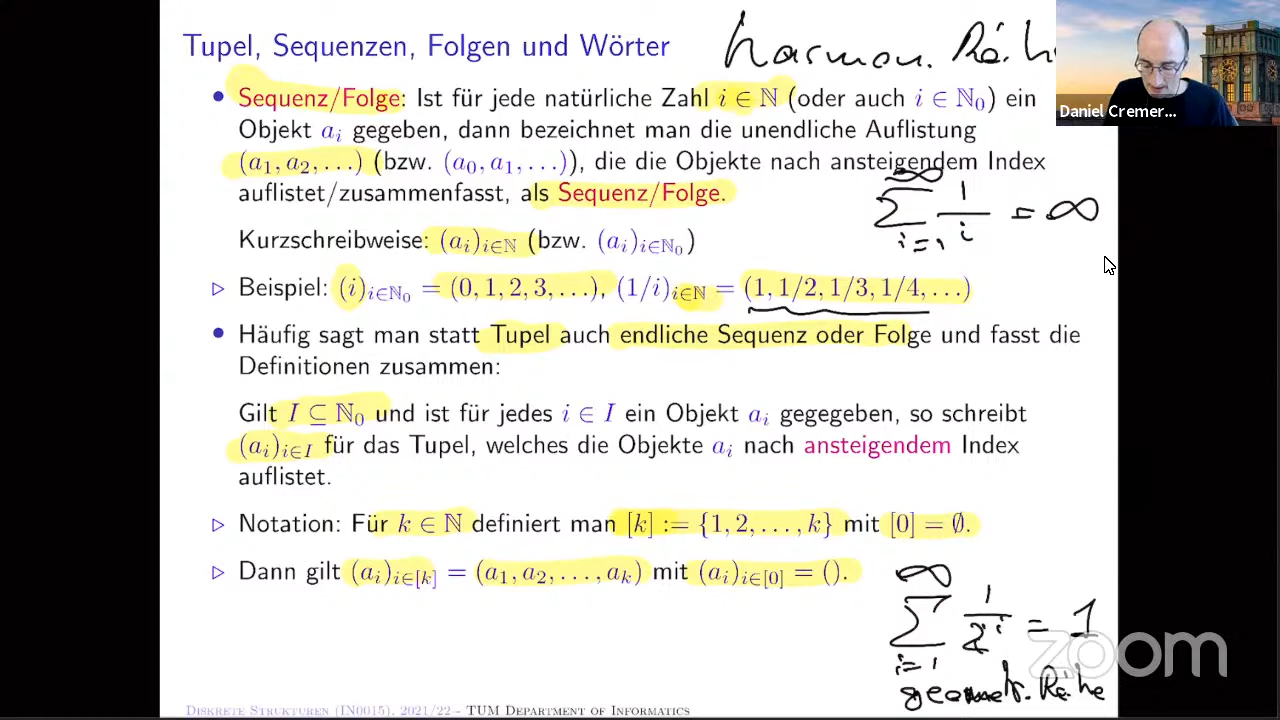 Tupel, Sequenzen, Folgen und Wörter
harmon. Reihe
Daniel Cremer...
• Sequenz/Folge: Ist für jede natürliche Zahl i ∈ ℕ (oder auch i ∈ ℕ₀) ein
Objekt aᵢ gegeben, dann bezeichnet man die unendliche Auflistung
(a₁, a₂, . . .) (bzw. (a₀, a₁, . . .)), die die Objekte nach ansteigendem Index
auflistet/zusammenfasst, als Sequenz/Folge.
∑_{i=1}^{∞} 1/i = ∞
Kurzschreibweise: (aᵢ)_{i∈ℕ} (bzw. (aᵢ)_{i∈ℕ₀})
▷ Beispiel: (i)_{i∈ℕ₀} = (0, 1, 2, 3, . . .), (1/i)_{i∈ℕ} = (1, 1/2, 1/3, 1/4, . . .)
• Häufig sagt man statt Tupel auch endliche Sequenz oder Folge und fasst die
Definitionen zusammen:
Gilt I ⊆ ℕ₀ und ist für jedes i ∈ I ein Objekt aᵢ gegegeben, so schreibt
(aᵢ)_{i∈I} für das Tupel, welches die Objekte aᵢ nach ansteigendem Index
auflistet.
▷ Notation: Für k ∈ ℕ definiert man [k] := {1, 2, . . . , k} mit [0] = ∅.
▷ Dann gilt (aᵢ)_{i∈[k]} = (a₁, a₂, . . . , aₖ) mit (aᵢ)_{i∈[0]} = ().
∑_{i=1}^{∞} 1/2^i = 1
geometr. Reihe
zoom
Diskrete Strukturen (IN0015), 2021/22 - TUM Department of Informatics